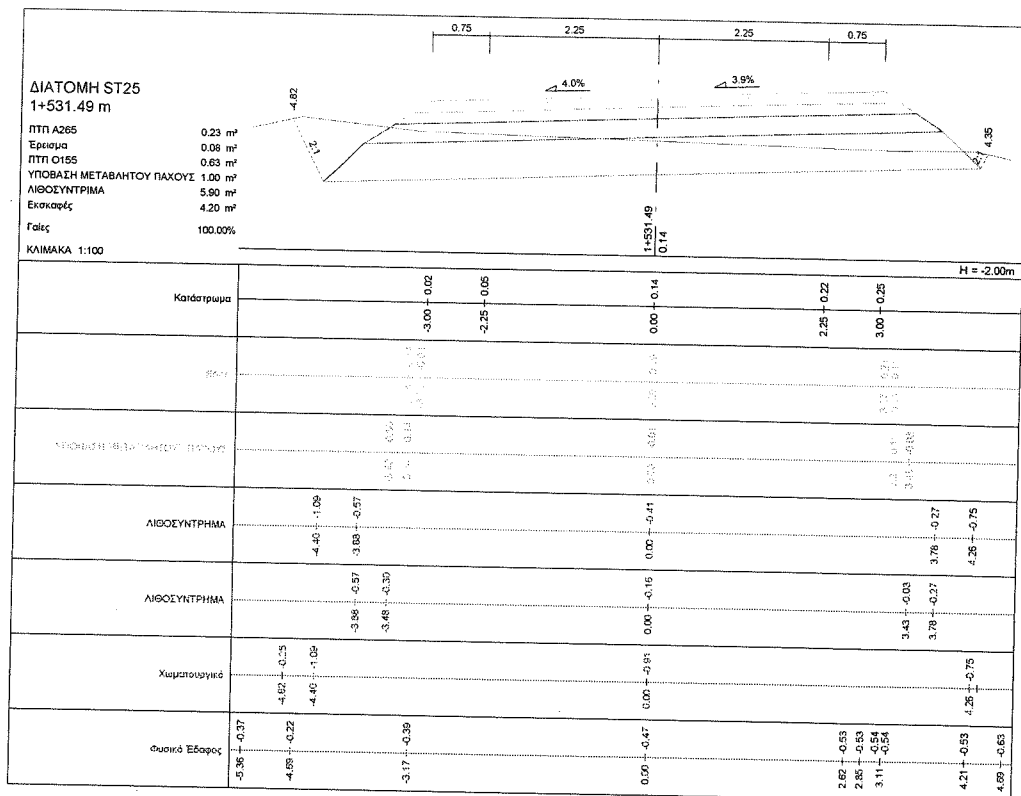 0.75 2.25 2.25 0.75
ΔΙΑΤΟΜΗ ST25
1+531.49 m
ΠΤΠ Α265 0.23 m²
Έρεισμα 0.08 m²
ΠΤΠ Ο155 0.63 m²
ΥΠΟΒΑΣΗ ΜΕΤΑΒΛΗΤΟΥ ΠΑΧΟΥΣ 1.00 m²
ΛΙΘΟΣΥΝΤΡΙΜΑ 5.90 m²
Εκσκαφές 4.20 m²
Γαίες 100.00%
ΚΛΙΜΑΚΑ 1:100
-4.82
2:1
4.0%
3.9%
2:1
4.35
1+531.49
0.14
H = -2.00m
Κατάστρωμα
0.02 0.05 0.14 0.22 0.25
-3.00 -2.25 0.00 2.25 3.00
ΛΙΘΟΣΥΝΤΡΗΜΑ
-1.09 -0.57 -0.41 -0.27 -0.75
-4.40 -3.88 0.00 3.78 4.26
ΛΙΘΟΣΥΝΤΡΗΜΑ
-0.57 -0.30 -0.16 -0.03 -0.27
-3.88 -3.48 0.00 3.43 3.78
Χωματουργικό
-0.25 -1.09 -0.91 -0.75
-4.82 -4.40 0.00 4.26
Φυσικό Έδαφος
-0.37 -0.22 -0.39 -0.47 -0.53 -0.53 -0.54 -0.54 -0.53 -0.63
-5.36 -4.69 -3.17 0.00 2.62 2.85 3.11 4.21 4.69